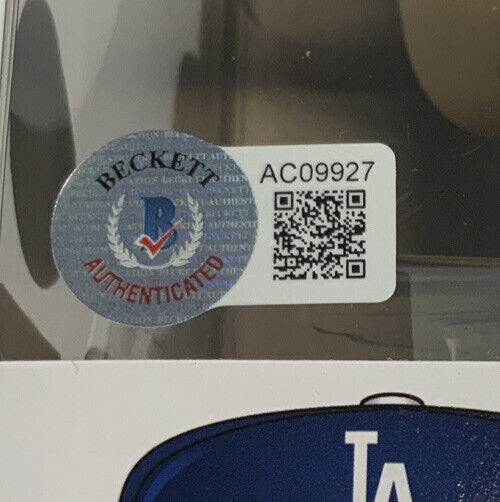 BECKETT
B
AUTHENTICATED
AC09927
LA